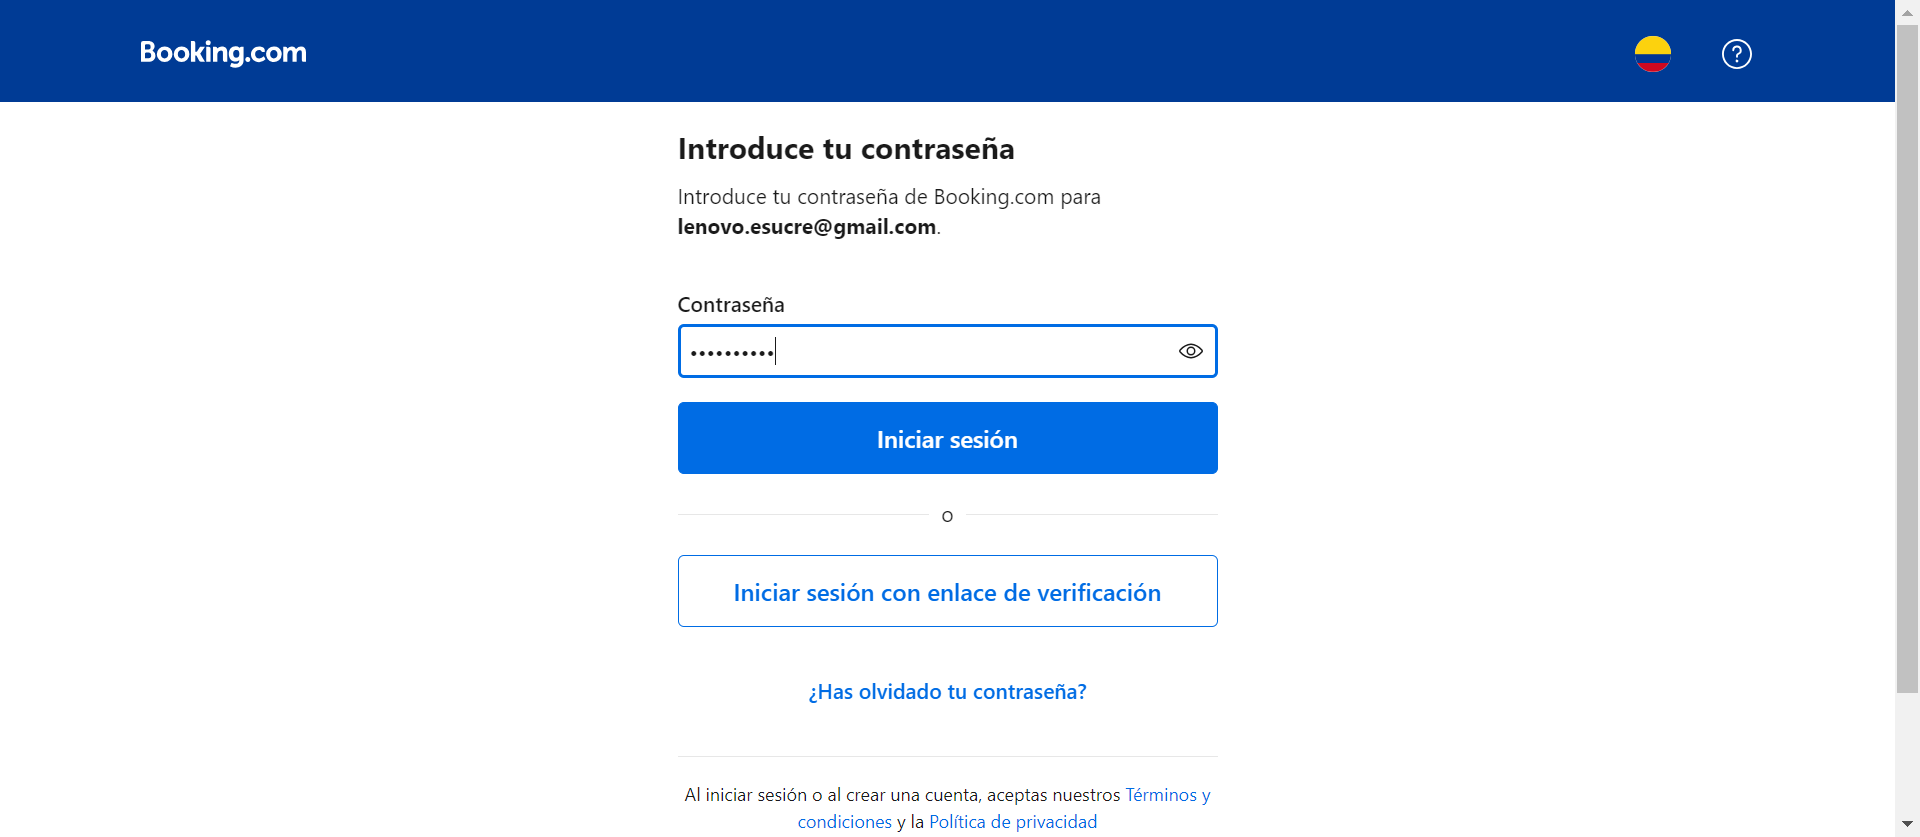 Booking.com
Introduce tu contraseña
Introduce tu contraseña de Booking.com para
lenovo.esucre@gmail.com.
Contraseña
••••••••••
Iniciar sesión
o
Iniciar sesión con enlace de verificación
¿Has olvidado tu contraseña?
Al iniciar sesión o al crear una cuenta, aceptas nuestros Términos y
condiciones y la Política de privacidad